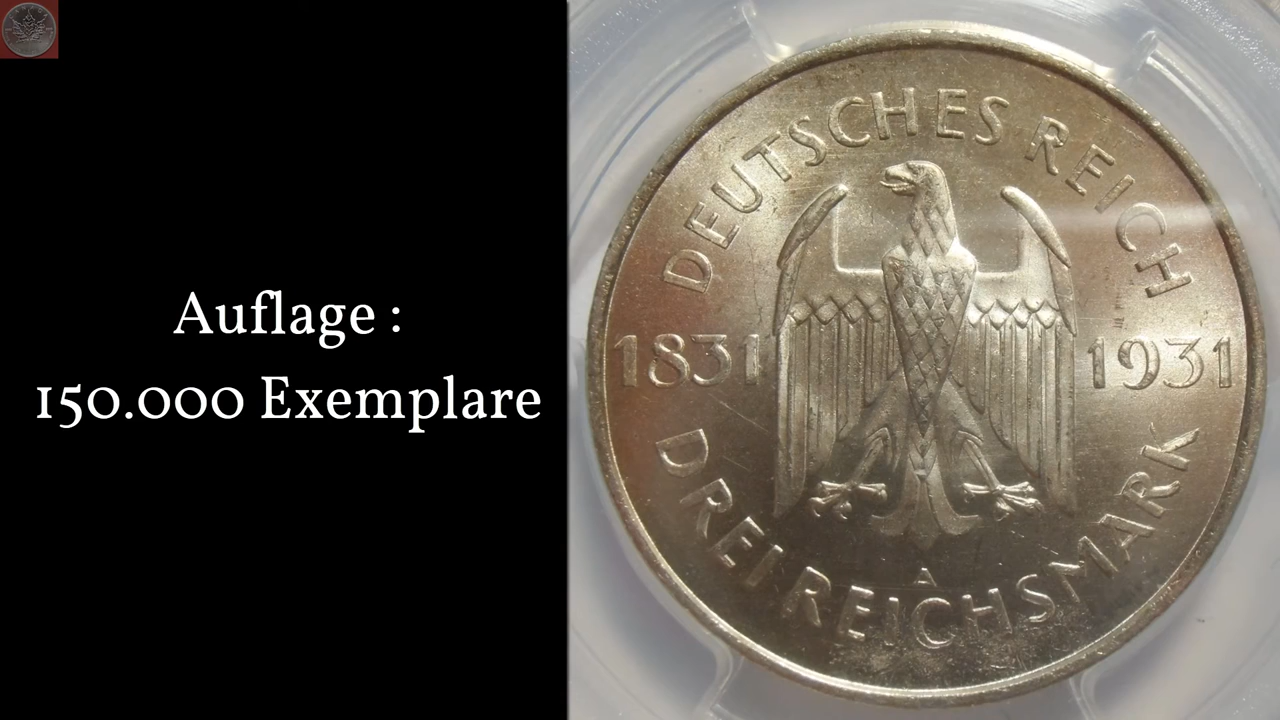 Auflage :
150.000 Exemplare
DEUTSCHES REICH
1831 1931
A
DREI REICHSMARK